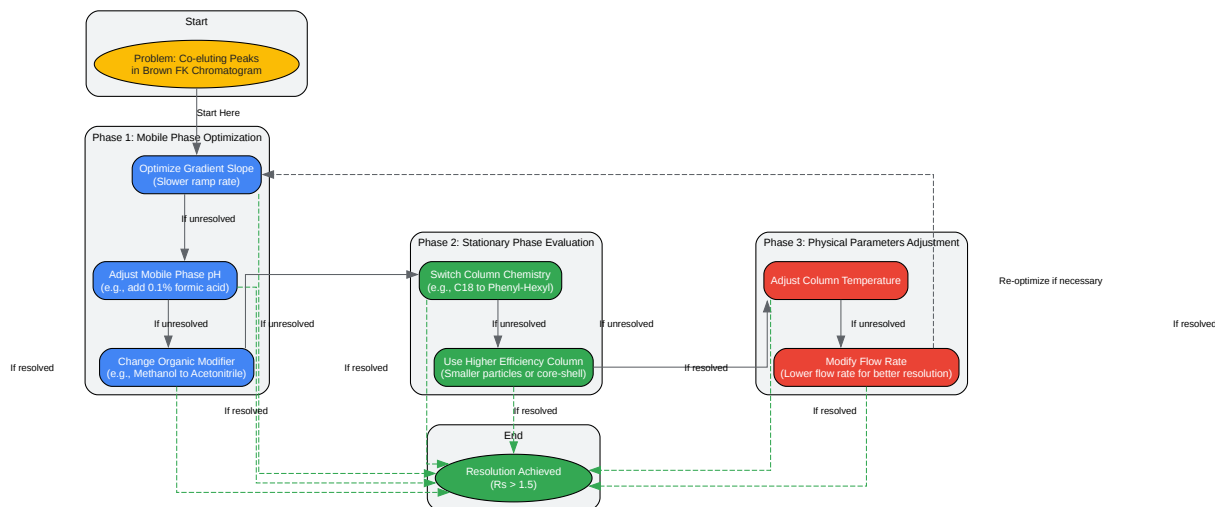 Start
Problem: Co-eluting Peaks
in Brown FK Chromatogram
Start Here
Phase 1: Mobile Phase Optimization
Optimize Gradient Slope
(Slower ramp rate)
If unresolved
Phase 2: Stationary Phase Evaluation
Phase 3: Physical Parameters Adjustment
Adjust Mobile Phase pH
(e.g., add 0.1% formic acid)
Switch Column Chemistry
(e.g., C18 to Phenyl-Hexyl)
Adjust Column Temperature
Re-optimize if necessary
If unresolved
If unresolved
If unresolved
If unresolved
If unresolved
If resolved
Change Organic Modifier
(e.g., Methanol to Acetonitrile)
Use Higher Efficiency Column
(Smaller particles or core-shell)
Modify Flow Rate
(Lower flow rate for better resolution)
If resolved
If resolved
If resolved
If resolved
If resolved
If resolved
End
Resolution Achieved
(Rs > 1.5)